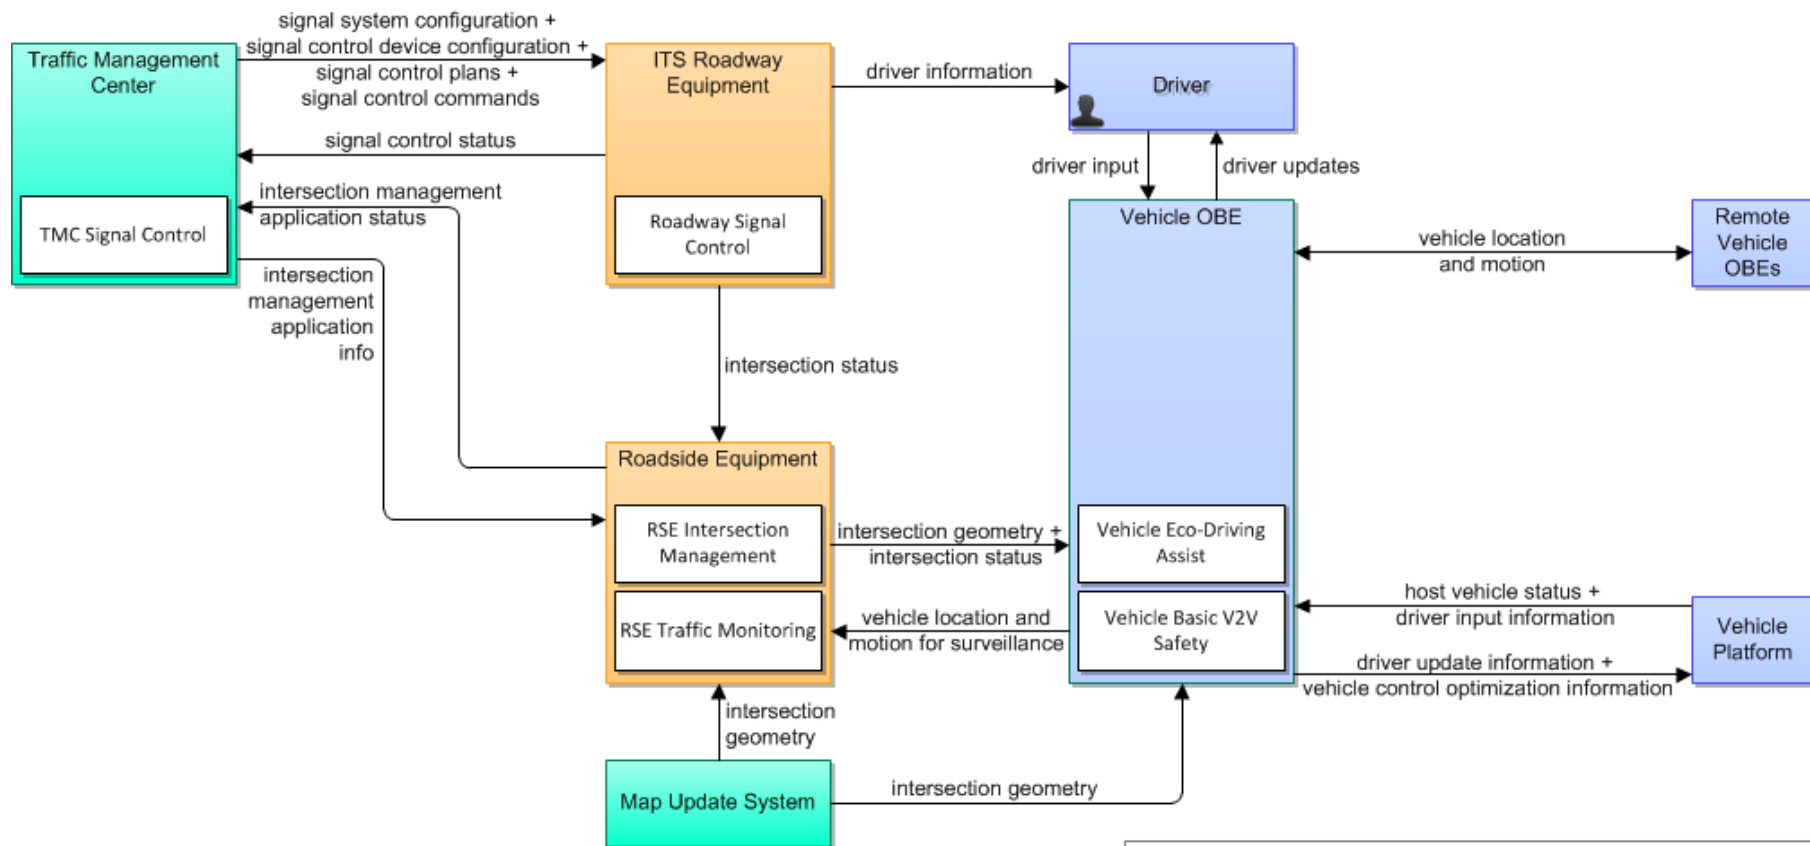 signal system configuration +
signal control device configuration +
signal control plans +
signal control commands
Traffic Management
Center
ITS Roadway
Equipment
driver information
Driver
signal control status
driver input
driver updates
intersection management
application status
TMC Signal Control
Roadway Signal
Control
Vehicle OBE
vehicle location
and motion
Remote
Vehicle
OBEs
intersection
management
application
info
intersection status
Roadside Equipment
RSE Intersection
Management
intersection geometry +
intersection status
Vehicle Eco-Driving
Assist
RSE Traffic Monitoring
vehicle location and
motion for surveillance
Vehicle Basic V2V
Safety
host vehicle status +
driver input information
Vehicle
Platform
driver update information +
vehicle control optimization information
intersection
geometry
Map Update System
intersection geometry